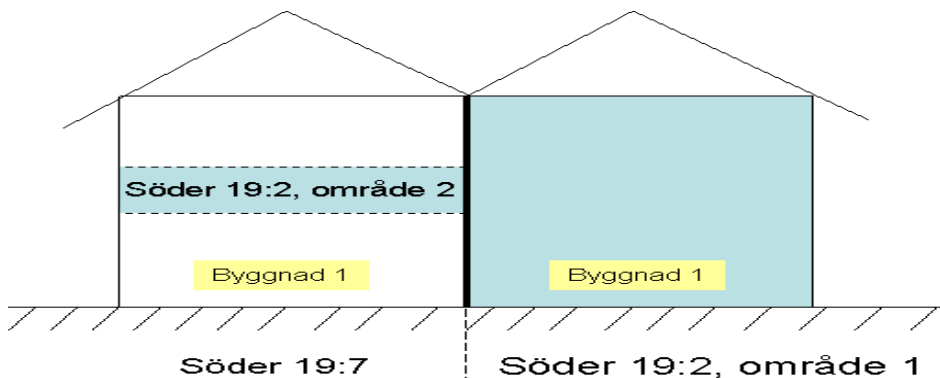 Söder 19:2, område 2
Byggnad 1
Byggnad 1
Söder 19:7
Söder 19:2, område 1